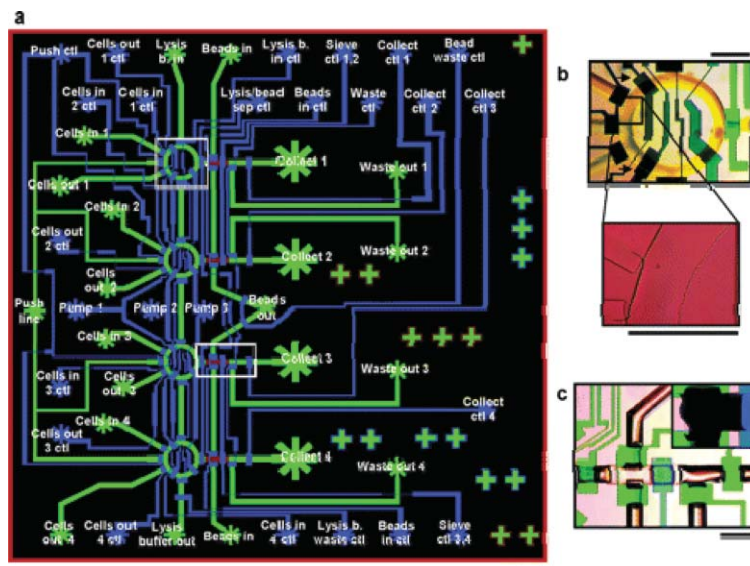 a
Push ctl
Cells out
1 ctl
Lysis
b. in
Beads in
Lysis b.
in ctl
Sieve
ctl 1,2
Collect
ctl 1
Bead
waste ctl
Cells in
2 ctl
Cells in
1 ctl
Lysis/bead
sep ctl
Beads
in ctl
Waste
ctl
Collect
ctl 2
Collect
ctl 3
Cells in 1
Collect 1
Waste out 1
Cells out 1
Cells in 2
Cells out
2 ctl
Collect 2
Waste out 2
Cells
out 2
Push
line
Pump 1
Pump 2
Pump 3
Beads
out
Cells in 3
Collect 3
Waste out 3
Cells in
3 ctl
Cells
out 3
Collect
ctl 4
Cells in 4
Cells out
3 ctl
Collect 4
Waste out 4
Cells
out 4
Cells out
4 ctl
Lysis
buffer out
Beads in
Cells in
4 ctl
Lysis b.
waste ctl
Beads
in ctl
Sieve
ctl 3,4
b
c